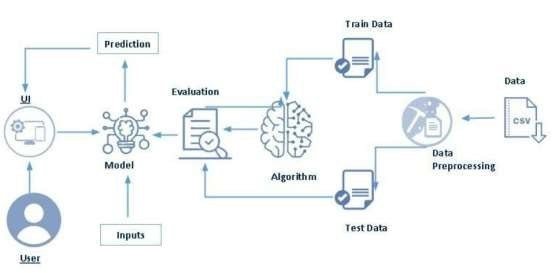 Train Data
Prediction
UI
Evaluation
Data
CSV
Model
Algorithm
Data
Preprocessing
Test Data
Inputs
User